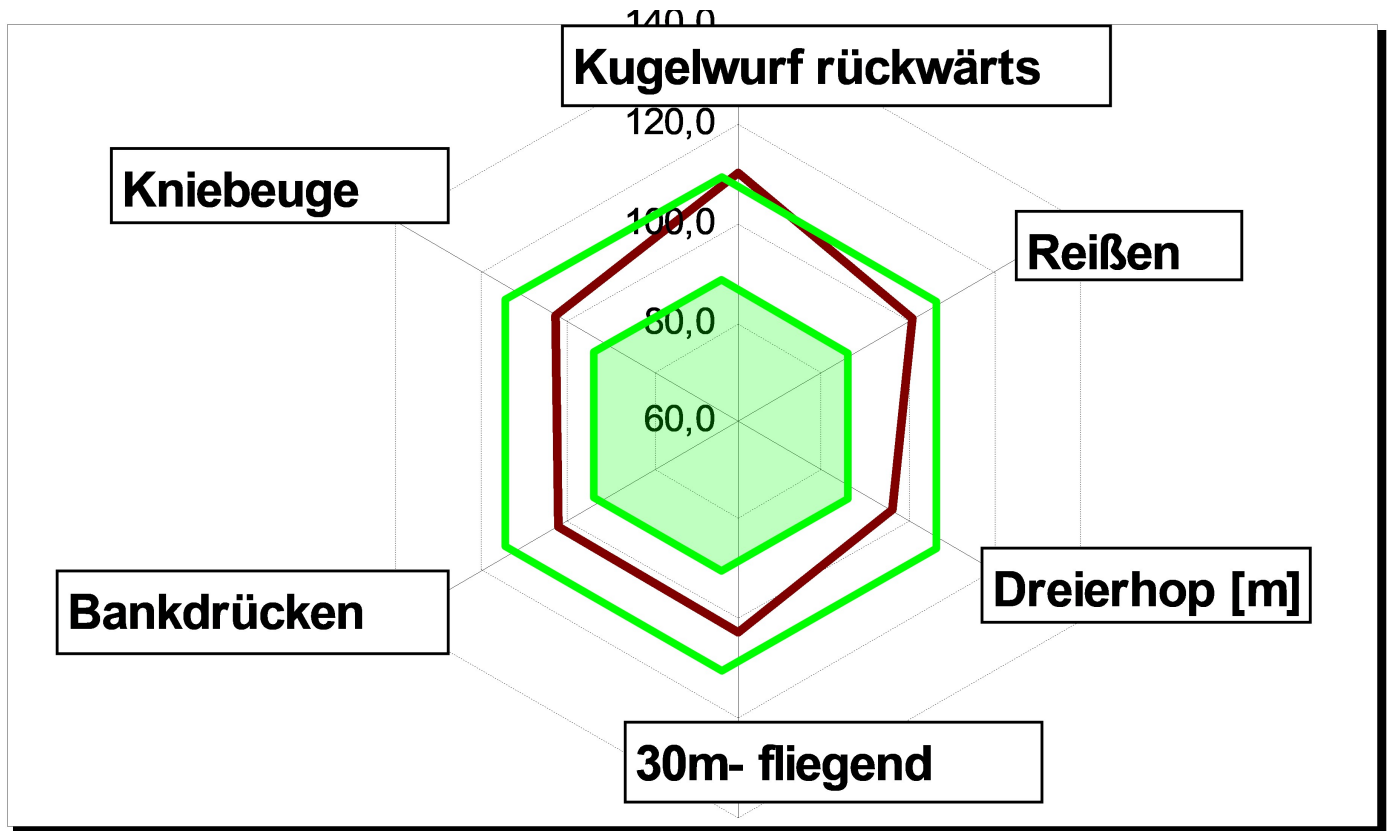 140,0
Kugelwurf rückwärts
120,0
Kniebeuge
100,0
Reißen
80,0
60,0
Dreierhop [m]
Bankdrücken
30m- fliegend